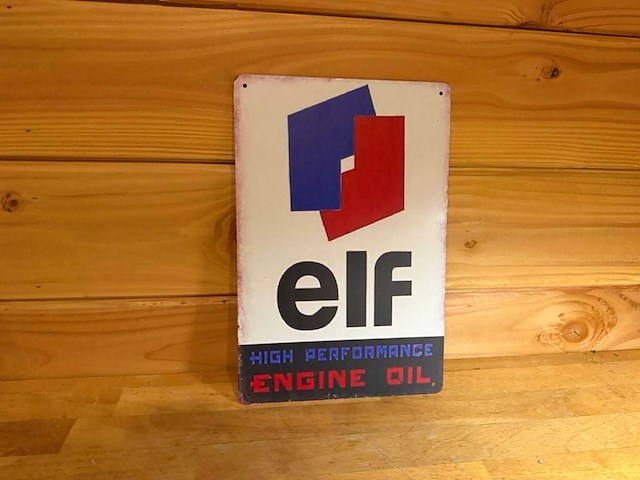 elf
HIGH PERFORMANCE
ENGINE OIL.